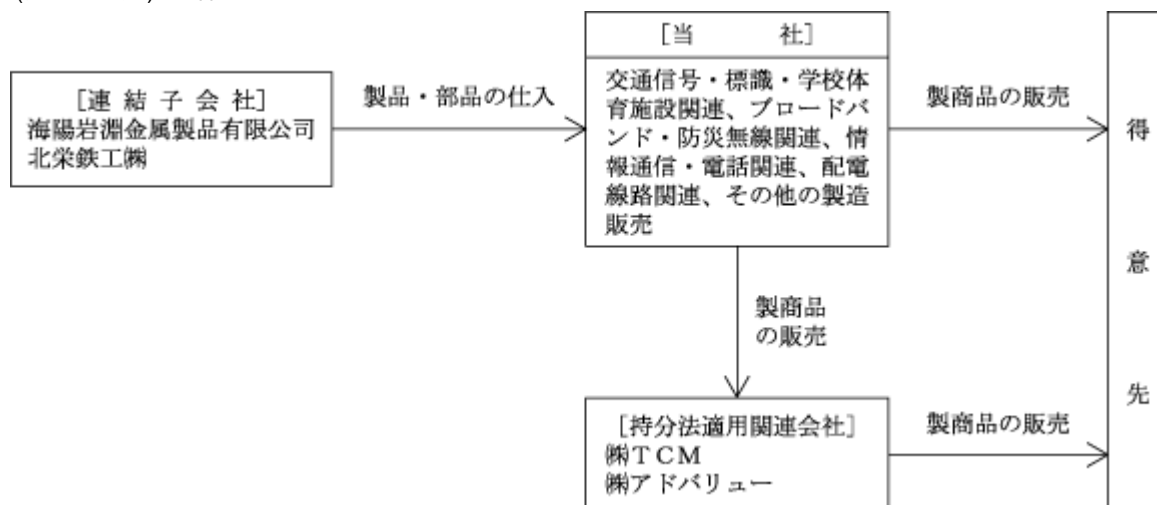 [連結子会社]
海陽岩淵金属製品有限公司
北栄鉄工㈱
製品・部品の仕入
[当　　社]
交通信号・標識・学校体
育施設関連、ブロードバ
ンド・防災無線関連、情
報通信・電話関連、配電
線路関連、その他の製造
販売
製商品の販売
製商品
の販売
[持分法適用関連会社]
㈱TCM
㈱アドバリュー
製商品の販売
得
意
先